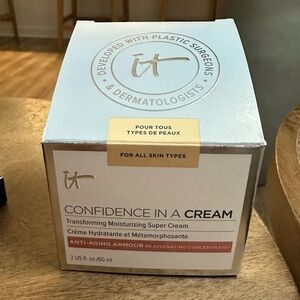 DEVELOPED WITH PLASTIC SURGEONS
& DERMATOLOGISTS •
it
POUR TOUS
TYPES DE PEAUX
FOR ALL SKIN TYPES
it
CONFIDENCE IN A CREAM
Transforming Moisturizing Super Cream
Crème Hydratante et Métamorphosante
ANTI-AGING ARMOUR REJUVENATING CONCENTRATE+
2 US fl. oz./60 ml